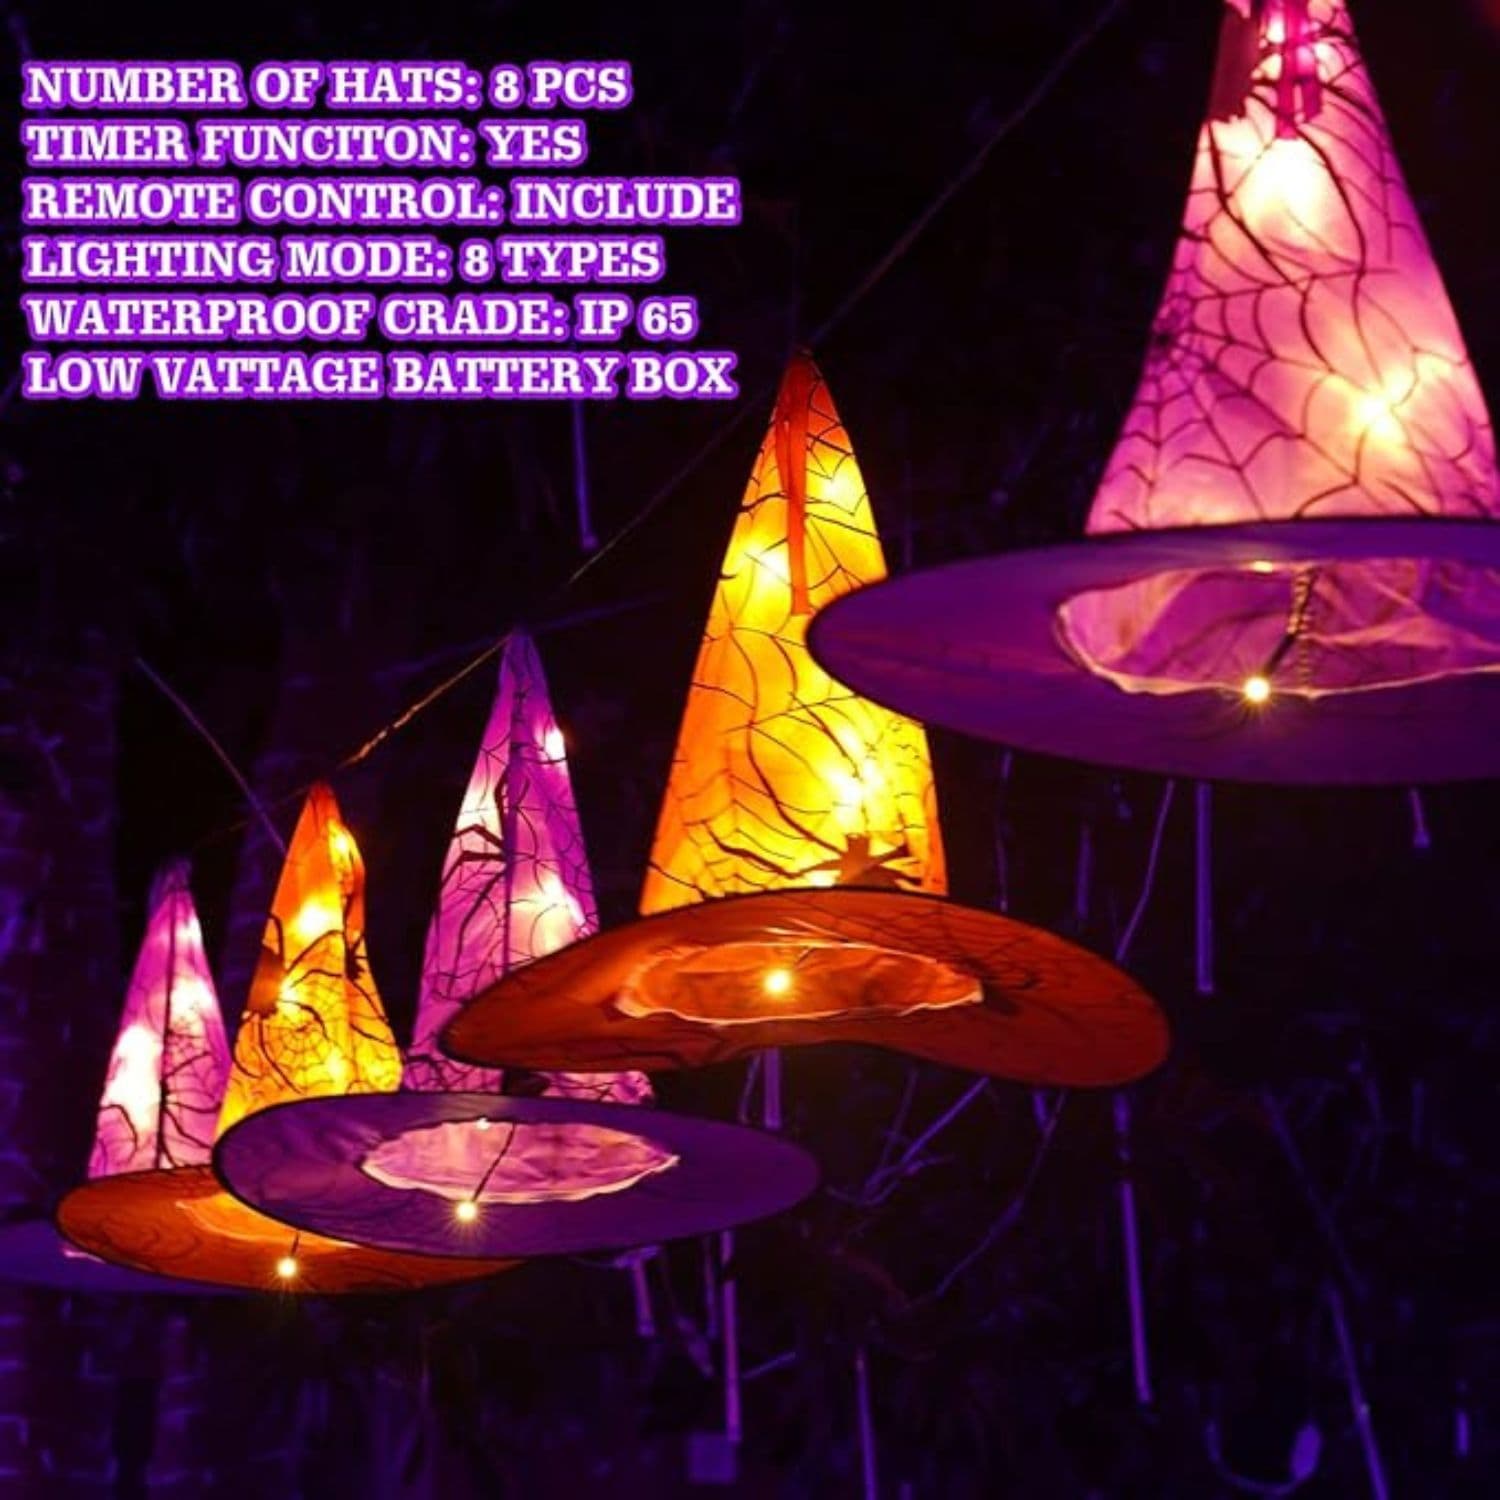 NUMBER OF HATS: 8 PCS
TIMER FUNCITON: YES
REMOTE CONTROL: INCLUDE
LIGHTING MODE: 8 TYPES
WATERPROOF CRADE: IP 65
LOW VATTAGE BATTERY BOX